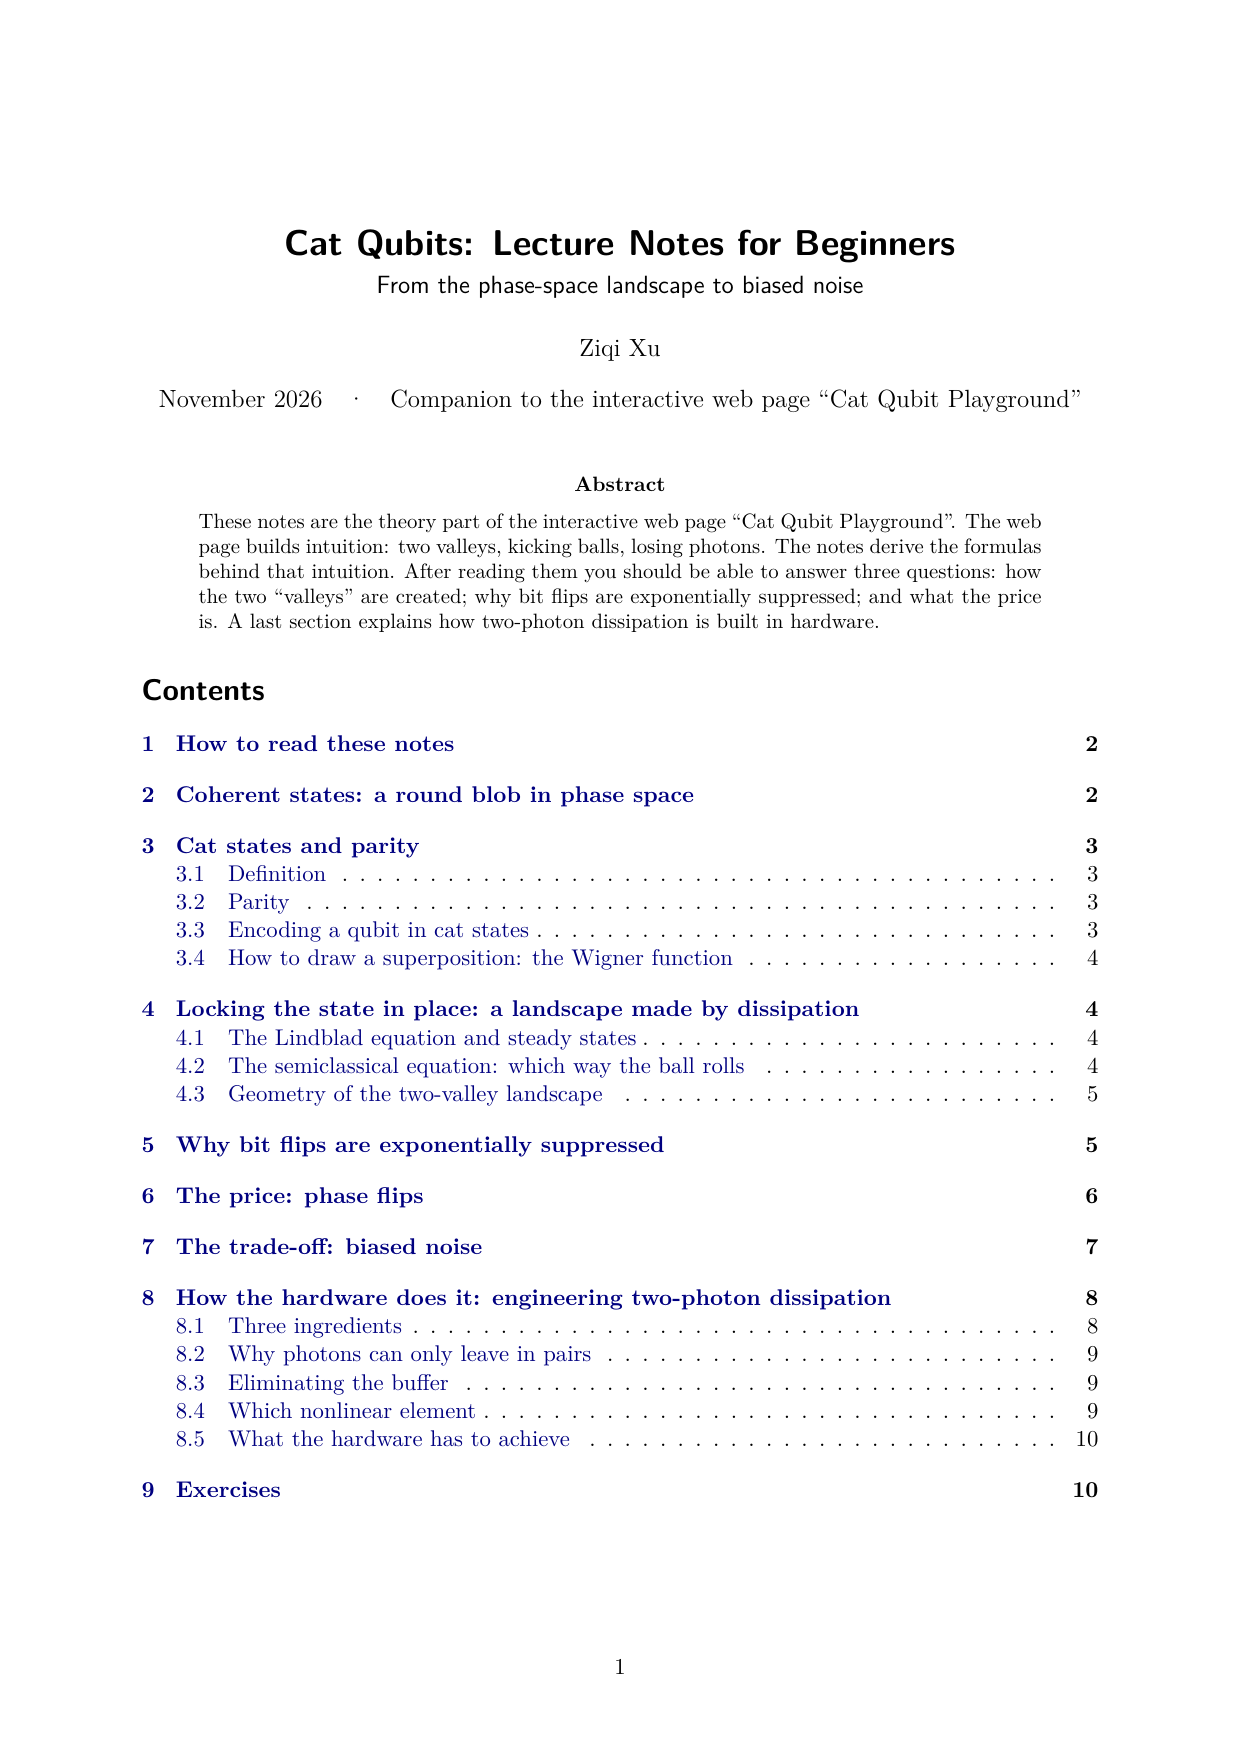 Cat Qubits: Lecture Notes for Beginners
From the phase-space landscape to biased noise
Ziqi Xu
November 2026 · Companion to the interactive web page “Cat Qubit Playground”
Abstract
These notes are the theory part of the interactive web page “Cat Qubit Playground”. The web
page builds intuition: two valleys, kicking balls, losing photons. The notes derive the formulas
behind that intuition. After reading them you should be able to answer three questions: how
the two “valleys” are created; why bit flips are exponentially suppressed; and what the price
is. A last section explains how two-photon dissipation is built in hardware.
Contents
1 How to read these notes 2
2 Coherent states: a round blob in phase space 2
3 Cat states and parity 3
3.1 Definition . . . . . . . . . . . . . . . . . . . . . . . . . . . . . . . . . . . . . . . . . 3
3.2 Parity . . . . . . . . . . . . . . . . . . . . . . . . . . . . . . . . . . . . . . . . . . . 3
3.3 Encoding a qubit in cat states . . . . . . . . . . . . . . . . . . . . . . . . . . . . . . 3
3.4 How to draw a superposition: the Wigner function . . . . . . . . . . . . . . . . . . 4
4 Locking the state in place: a landscape made by dissipation 4
4.1 The Lindblad equation and steady states . . . . . . . . . . . . . . . . . . . . . . . . 4
4.2 The semiclassical equation: which way the ball rolls . . . . . . . . . . . . . . . . . 4
4.3 Geometry of the two-valley landscape . . . . . . . . . . . . . . . . . . . . . . . . . 5
5 Why bit flips are exponentially suppressed 5
6 The price: phase flips 6
7 The trade-off: biased noise 7
8 How the hardware does it: engineering two-photon dissipation 8
8.1 Three ingredients . . . . . . . . . . . . . . . . . . . . . . . . . . . . . . . . . . . . . 8
8.2 Why photons can only leave in pairs . . . . . . . . . . . . . . . . . . . . . . . . . . 9
8.3 Eliminating the buffer . . . . . . . . . . . . . . . . . . . . . . . . . . . . . . . . . . 9
8.4 Which nonlinear element . . . . . . . . . . . . . . . . . . . . . . . . . . . . . . . . . 9
8.5 What the hardware has to achieve . . . . . . . . . . . . . . . . . . . . . . . . . . . 10
9 Exercises 10
1